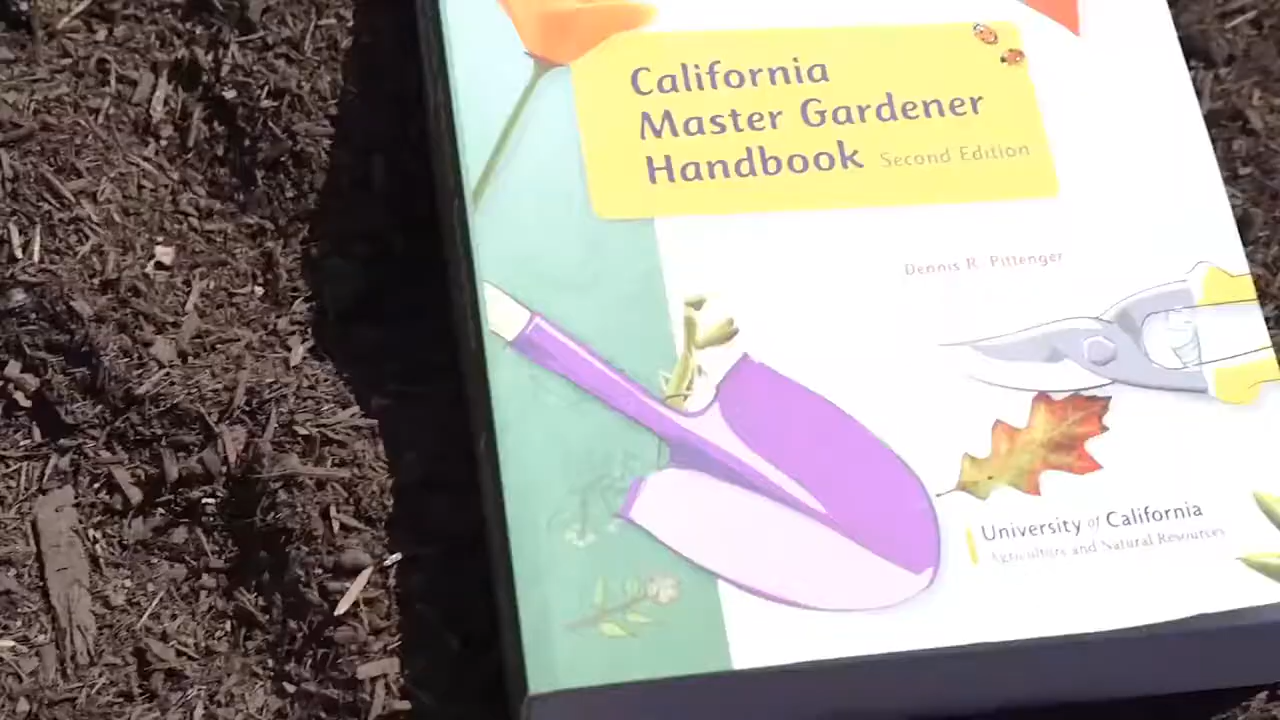 California
Master Gardener
Handbook Second Edition
Dennis R. Pittenger
University of California
Agriculture and Natural Resources